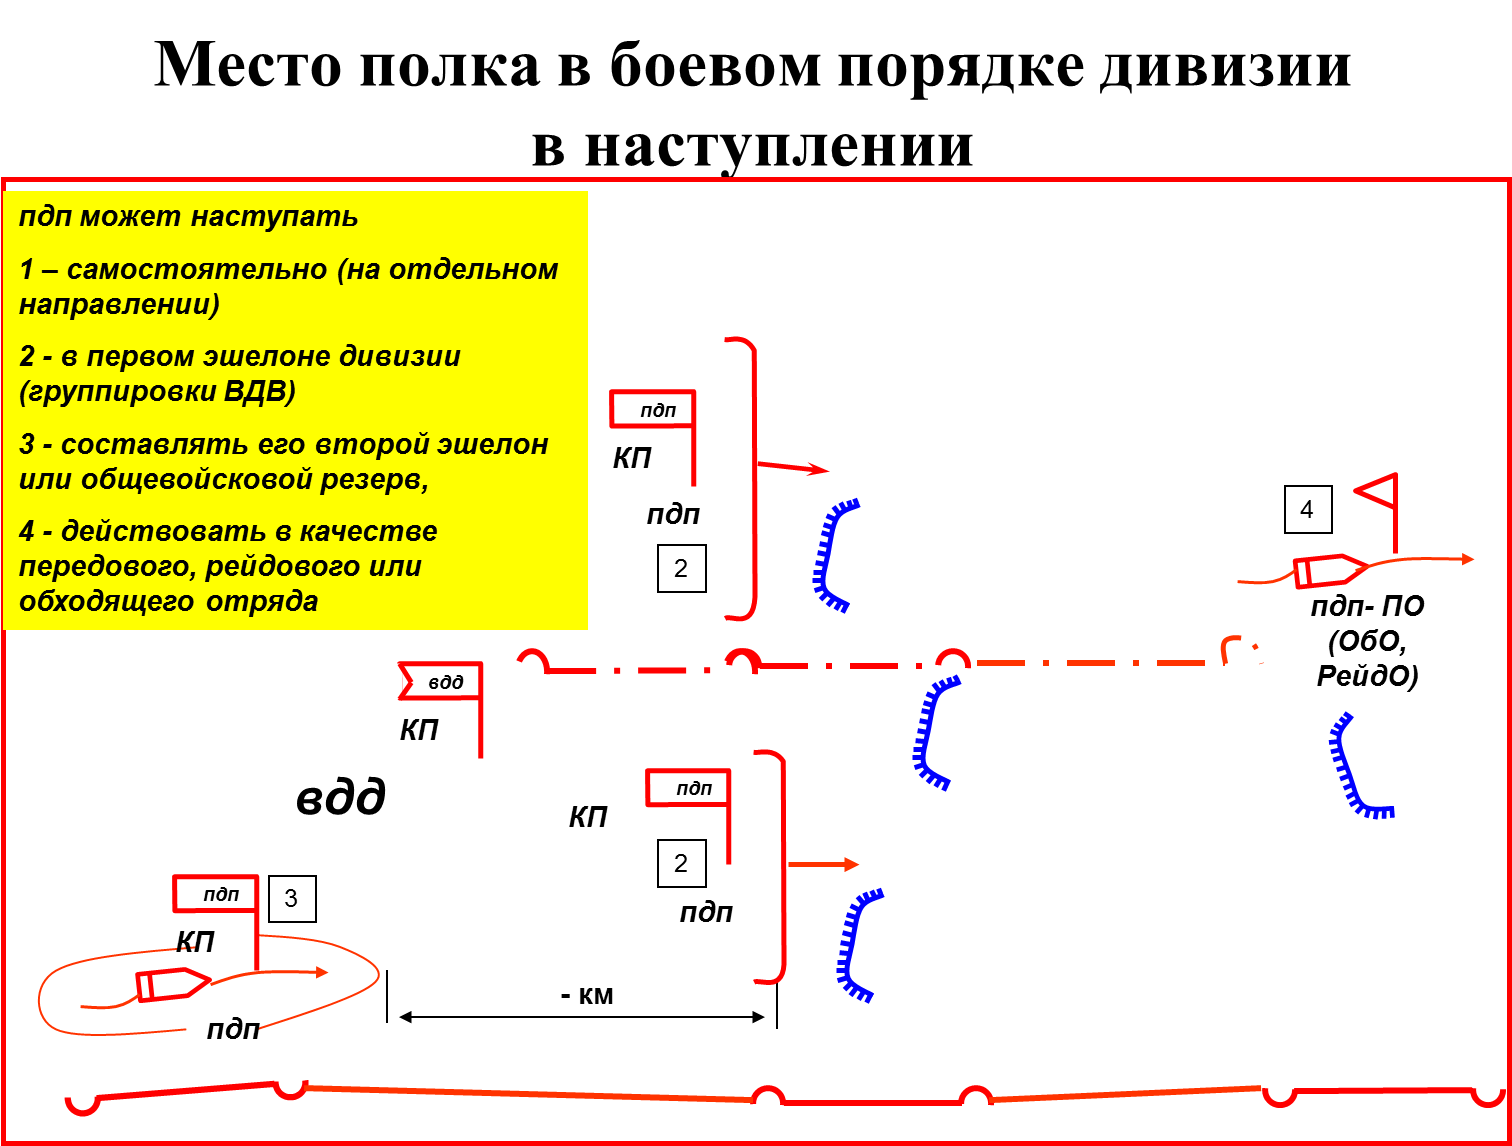 Место полка в боевом порядке дивизии
в наступлении
пдп может наступать
1 – самостоятельно (на отдельном
направлении)
2 - в первом эшелоне дивизии
(группировки ВДВ)
3 - составлять его второй эшелон
или общевойсковой резерв,
4 - действовать в качестве
передового, рейдового или
обходящего отряда
пдп
КП
пдп
2
4
пдп- ПО
(ОбО,
РейдО)
вдд
КП
вдд
пдп
КП
2
пдп
пдп
3
КП
пдп
- км